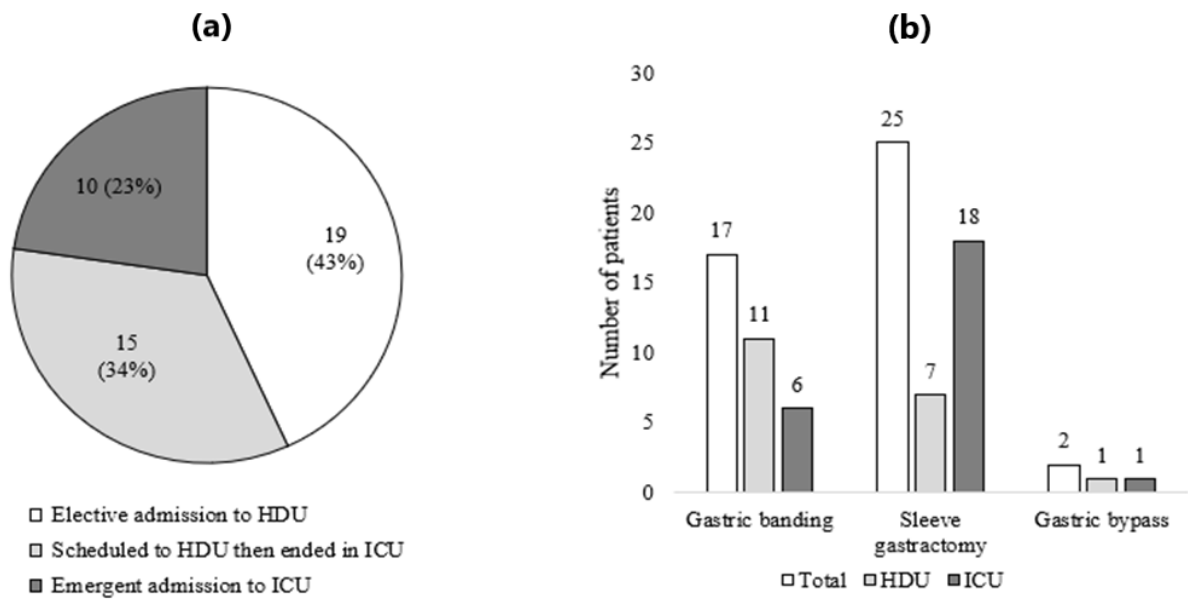 (a)
10 (23%)
19
(43%)
15
(34%)
Elective admission to HDU
Scheduled to HDU then ended in ICU
Emergent admission to ICU
(b)
Number of patients
30
25
20
15
10
5
0
17
11
6
25
7
18
2
1
1
Gastric banding
Sleeve
gastractomy
Gastric bypass
Total
HDU
ICU